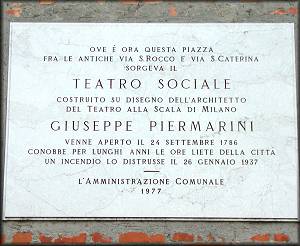 OVE È ORA QUESTA PIAZZA
FRA LE ANTICHE VIA S.ROCCO E VIA S.CATERINA
SORGEVA IL
TEATRO SOCIALE
COSTRUITO SU DISEGNO DELL'ARCHITETTO
DEL TEATRO ALLA SCALA DI MILANO
GIUSEPPE PIERMARINI
VENNE APERTO IL 24 SETTEMBRE 1786
CONOBBE PER LUNGHI ANNI LE ORE LIETE DELLA CITTÀ
UN INCENDIO LO DISTRUSSE IL 26 GENNAIO 1937
L'AMMINISTRAZIONE COMUNALE
1977